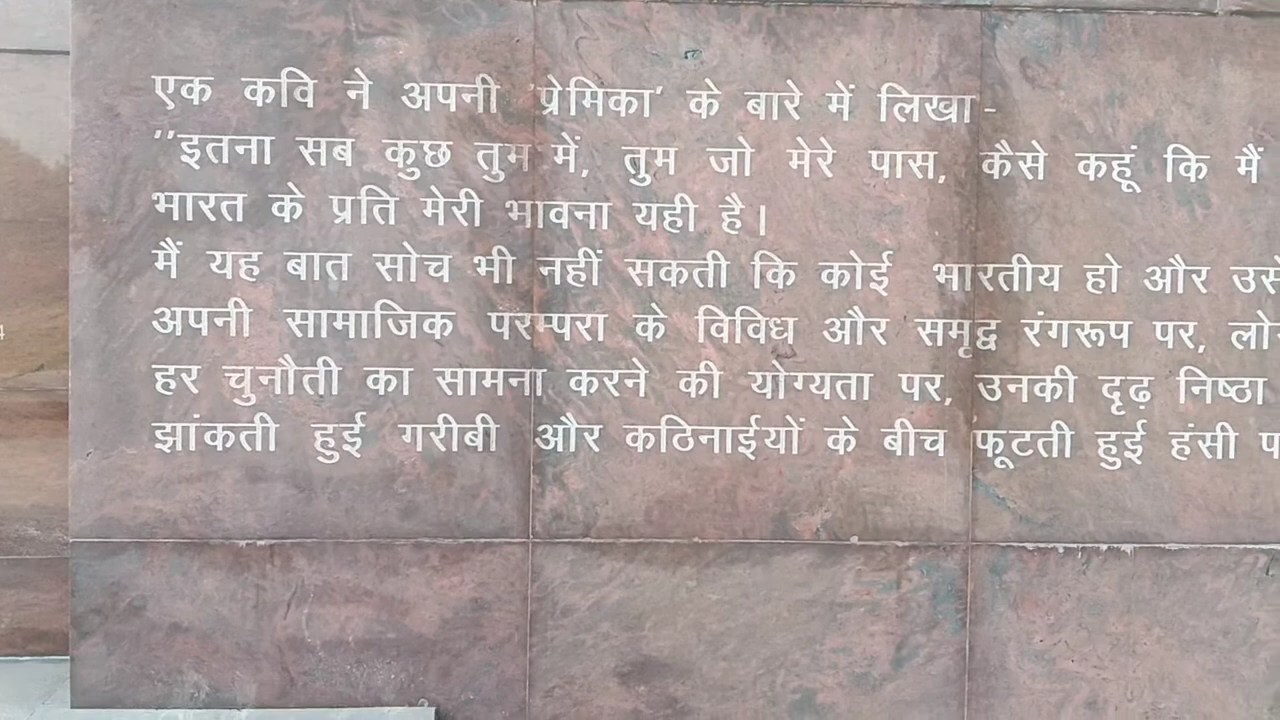 एक कवि ने अपनी 'प्रेमिका' के बारे में लिखा-
"इतना सब कुछ तुम में, तुम जो मेरे पास, कैसे कहूं कि मैं
भारत के प्रति मेरी भावना यही है।
मैं यह बात सोच भी नहीं सकती कि कोई भारतीय हो और
अपनी सामाजिक परम्परा के विविध और समृद्व रंगरूप पर,
हर चुनौती का सामना करने की योग्यता पर, उनकी दृढ़ निष्ठा
झांकती हुई गरीबी और कठिनाईयों के बीच फूटती हुई हंसी